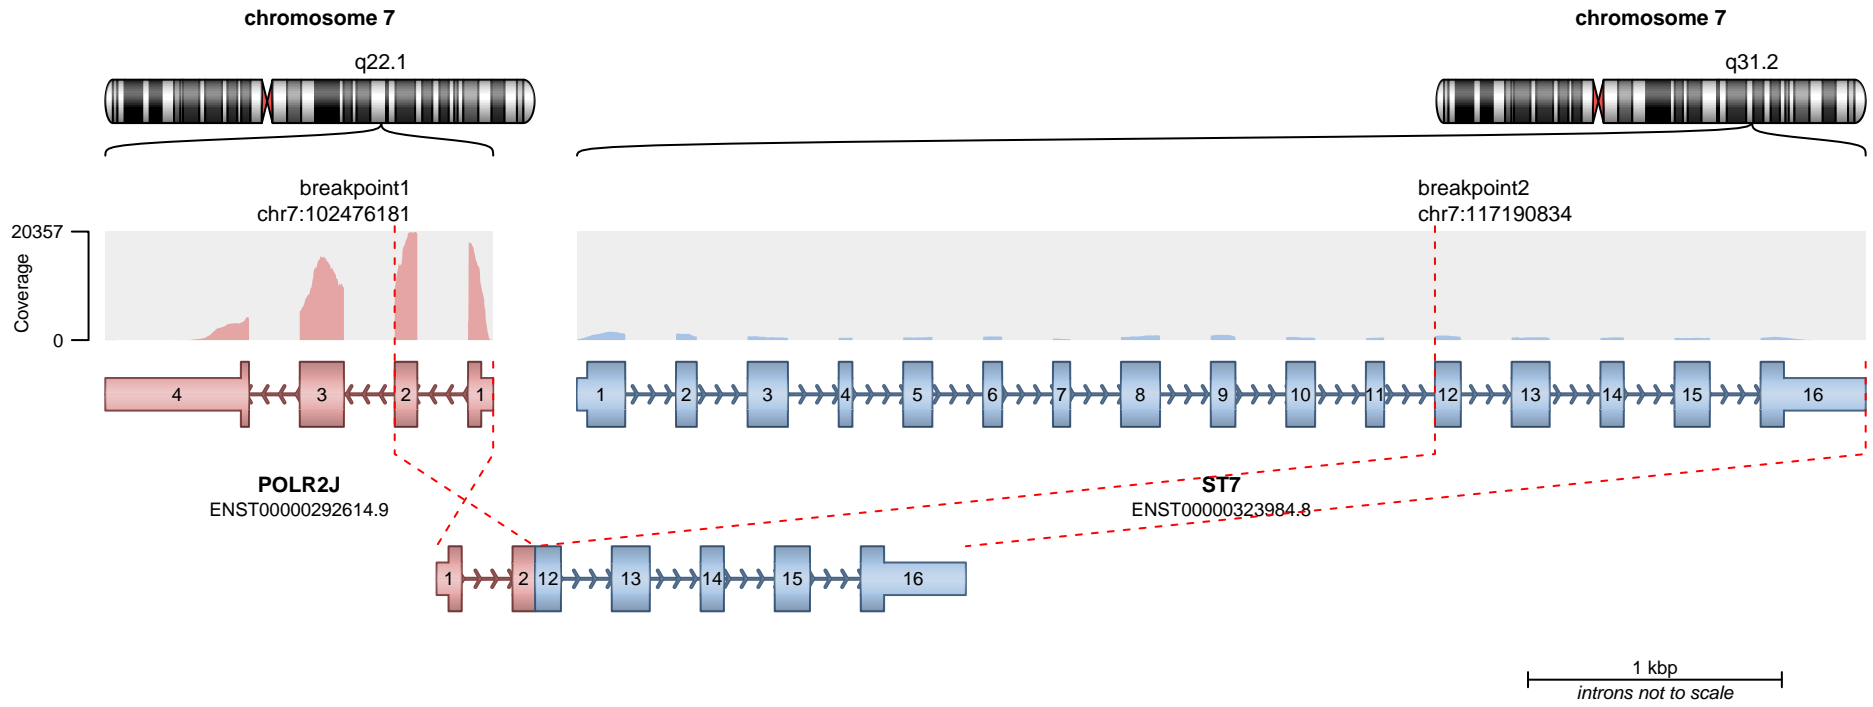 chromosome 7
chromosome 7
q22.1
q31.2
breakpoint1
chr7:102476181
breakpoint2
chr7:117190834
20357
Coverage
0
4 3 2 1
1 2 3 4 5 6 7 8 9 10 11 12 13 14 15 16
POLR2J
ENST00000292614.9
ST7
ENST00000323984.8
1 2 12 13 14 15 16
1 kbp
introns not to scale